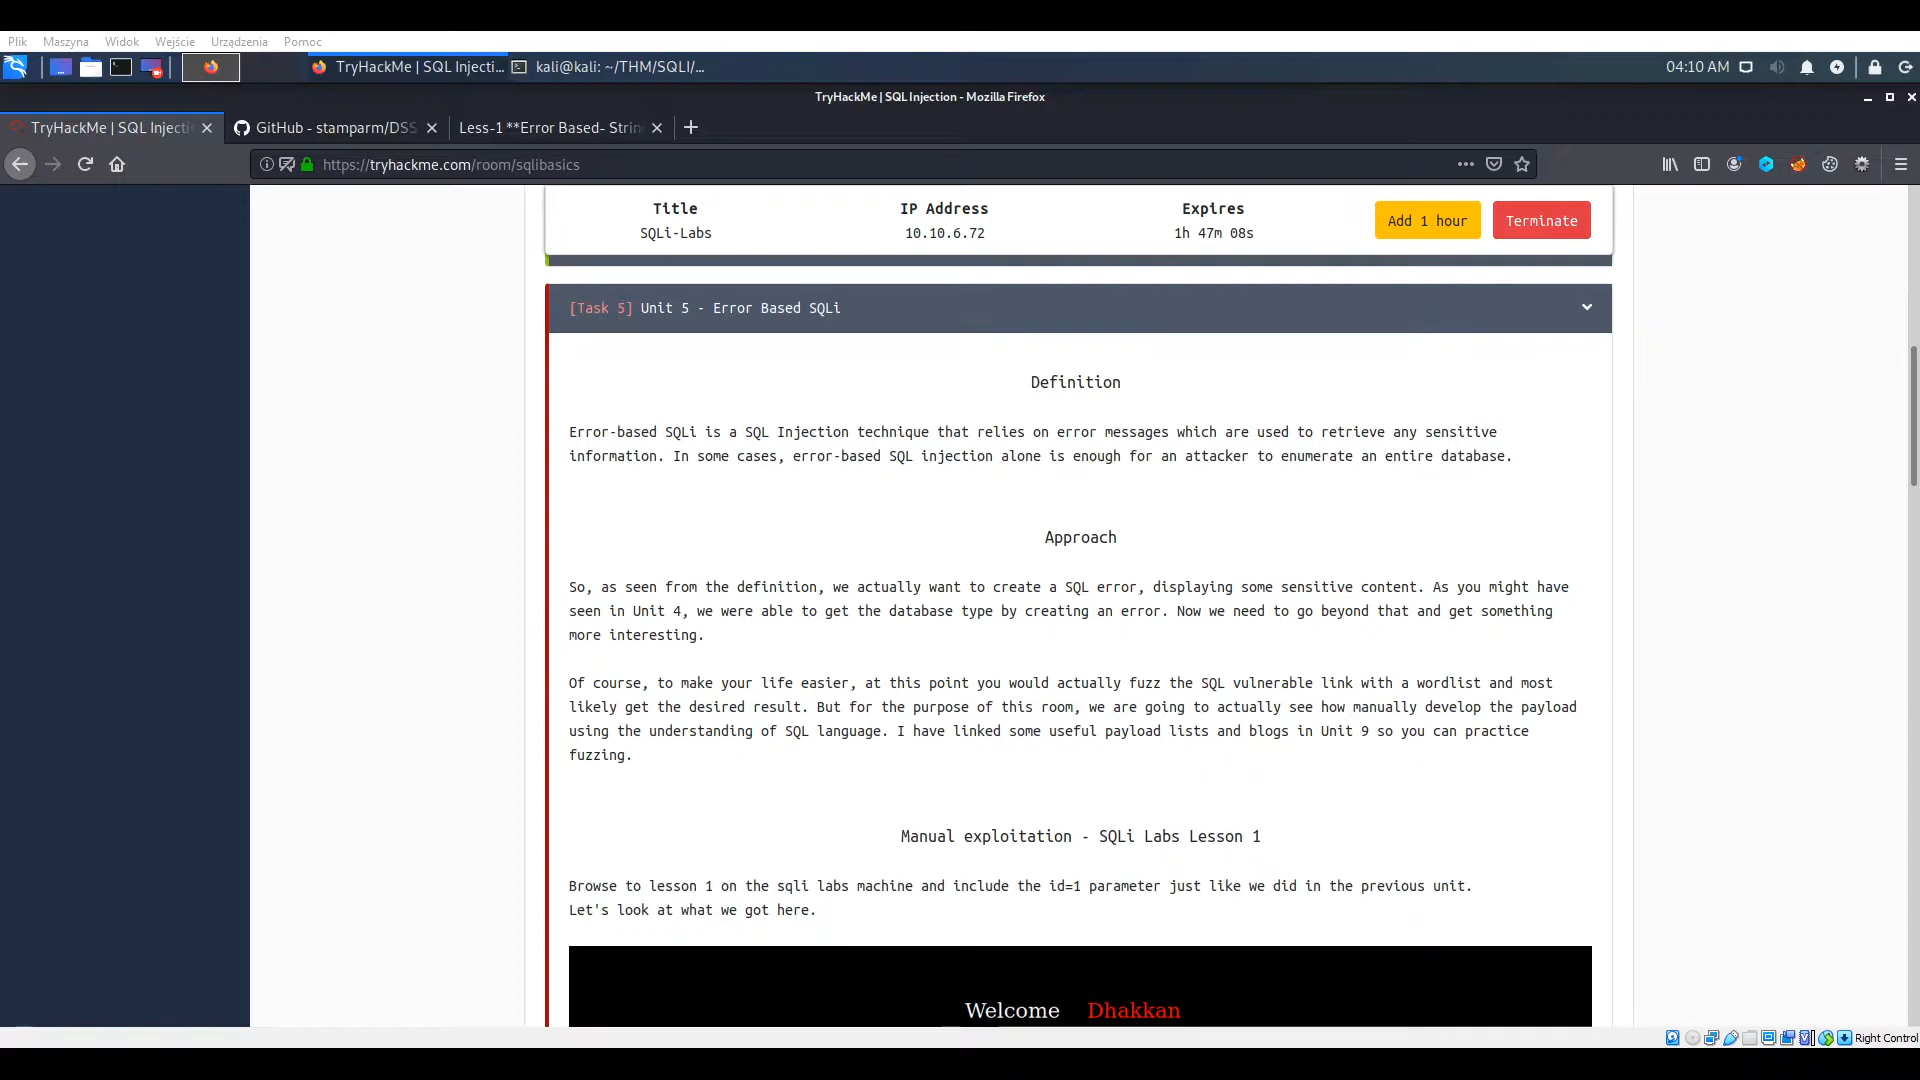 Plik Maszyna Widok Wejście Urządzenia Pomoc
TryHackMe | SQL Injecti... kali@kali: ~/THM/SQLI/... 04:10 AM
TryHackMe | SQL Injection - Mozilla Firefox
TryHackMe | SQL Injecti GitHub - stamparm/DSS Less-1 **Error Based- Strin
https://tryhackme.com/room/sqlibasics
Title IP Address Expires
SQLi-Labs 10.10.6.72 1h 47m 08s Add 1 hour Terminate
[Task 5] Unit 5 - Error Based SQLi
Definition
Error-based SQLi is a SQL Injection technique that relies on error messages which are used to retrieve any sensitive
information. In some cases, error-based SQL injection alone is enough for an attacker to enumerate an entire database.
Approach
So, as seen from the definition, we actually want to create a SQL error, displaying some sensitive content. As you might have
seen in Unit 4, we were able to get the database type by creating an error. Now we need to go beyond that and get something
more interesting.
Of course, to make your life easier, at this point you would actually fuzz the SQL vulnerable link with a wordlist and most
likely get the desired result. But for the purpose of this room, we are going to actually see how manually develop the payload
using the understanding of SQL language. I have linked some useful payload lists and blogs in Unit 9 so you can practice
fuzzing.
Manual exploitation - SQLi Labs Lesson 1
Browse to lesson 1 on the sqli labs machine and include the id=1 parameter just like we did in the previous unit.
Let's look at what we got here.
Welcome Dhakkan
Right Control